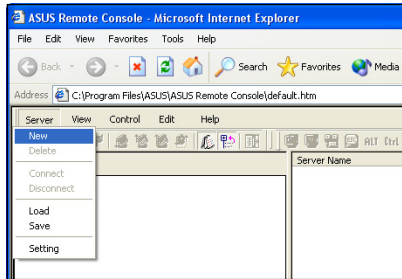 ASUS Remote Console - Microsoft Internet Explorer
File Edit View Favorites Tools Help
Back Search Favorites Media
Address C:\Program Files\ASUS\ASUS Remote Console\default.htm
Server View Control Edit Help
New
ALT Ctrl
Delete
Server Name
Connect
Disconnect
Load
Save
Setting